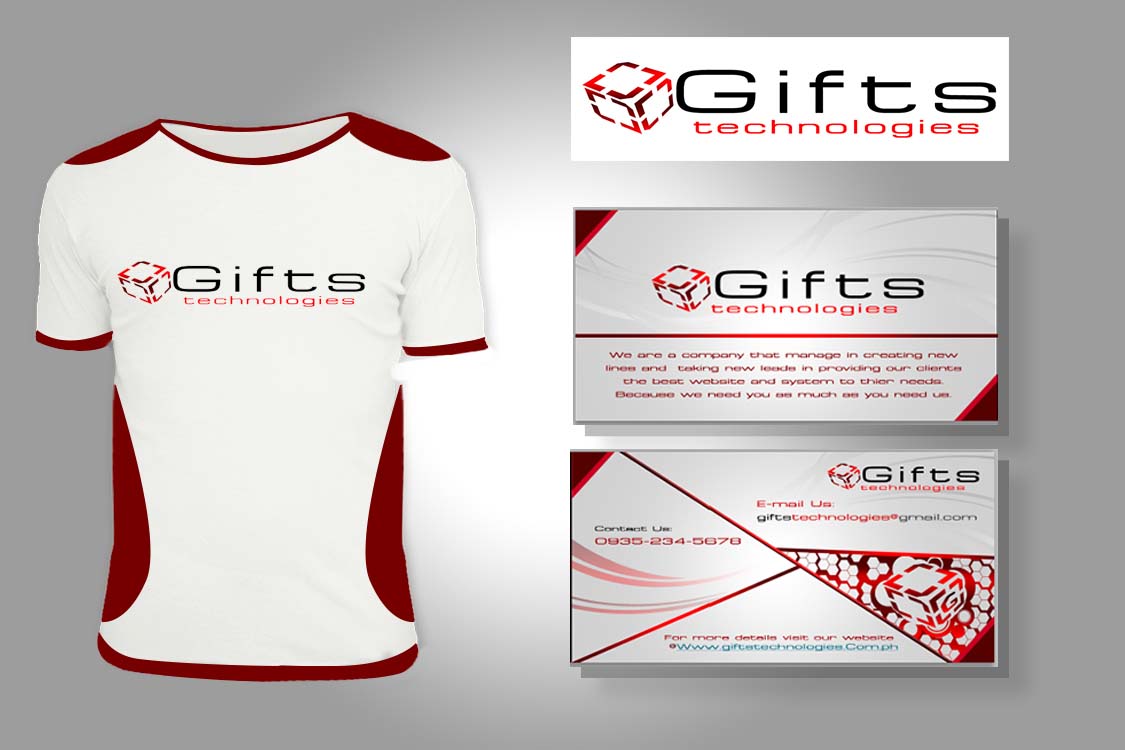 Gifts
technologies
Gifts
technologies
Gifts
technologies
We are a company that manage in creating new
lines and taking new leads in providing our clients
the best website and system to thier needs.
Because we need you as much as you need us.
Gifts
technologies
E-mail Us:
giftstechnologies@gmail.com
Contact Us:
0935-234-5678
G
For more details visit our website
@Www.giftstechnologies.Com.ph